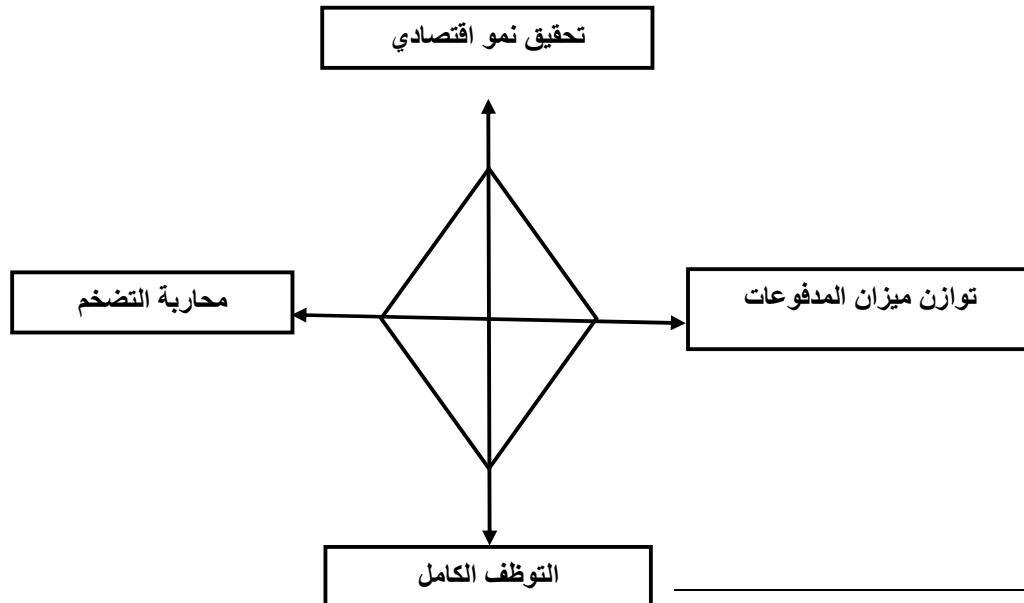 تحقيق نمو اقتصادي
توازن ميزان المدفوعات
محاربة التضخم
التوظف الكامل